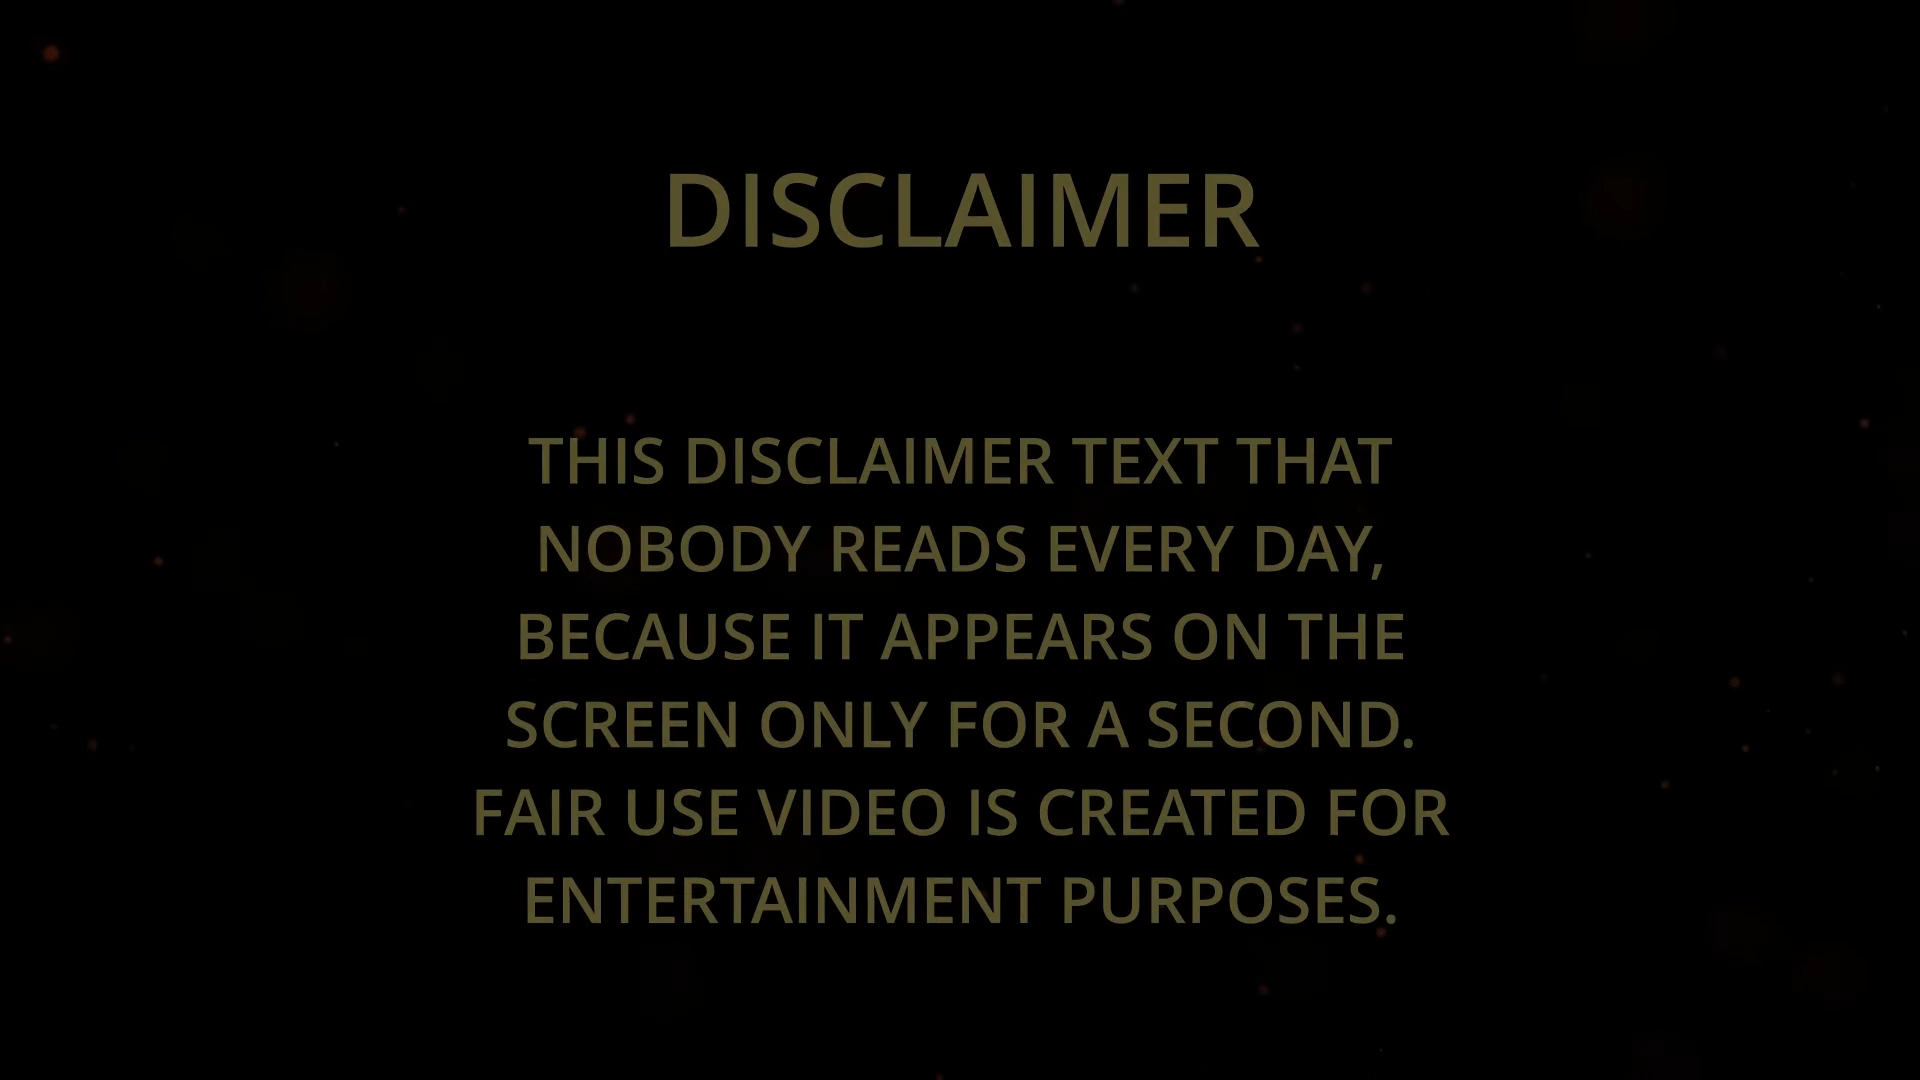 DISCLAIMER
THIS DISCLAIMER TEXT THAT
NOBODY READS EVERY DAY,
BECAUSE IT APPEARS ON THE
SCREEN ONLY FOR A SECOND.
FAIR USE VIDEO IS CREATED FOR
ENTERTAINMENT PURPOSES.